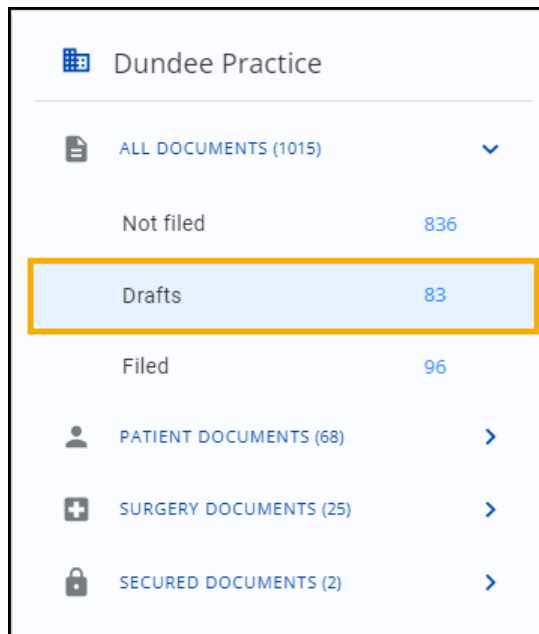 Dundee Practice
ALL DOCUMENTS (1015)
Not filed 836
Drafts 83
Filed 96
PATIENT DOCUMENTS (68)
SURGERY DOCUMENTS (25)
SECURED DOCUMENTS (2)